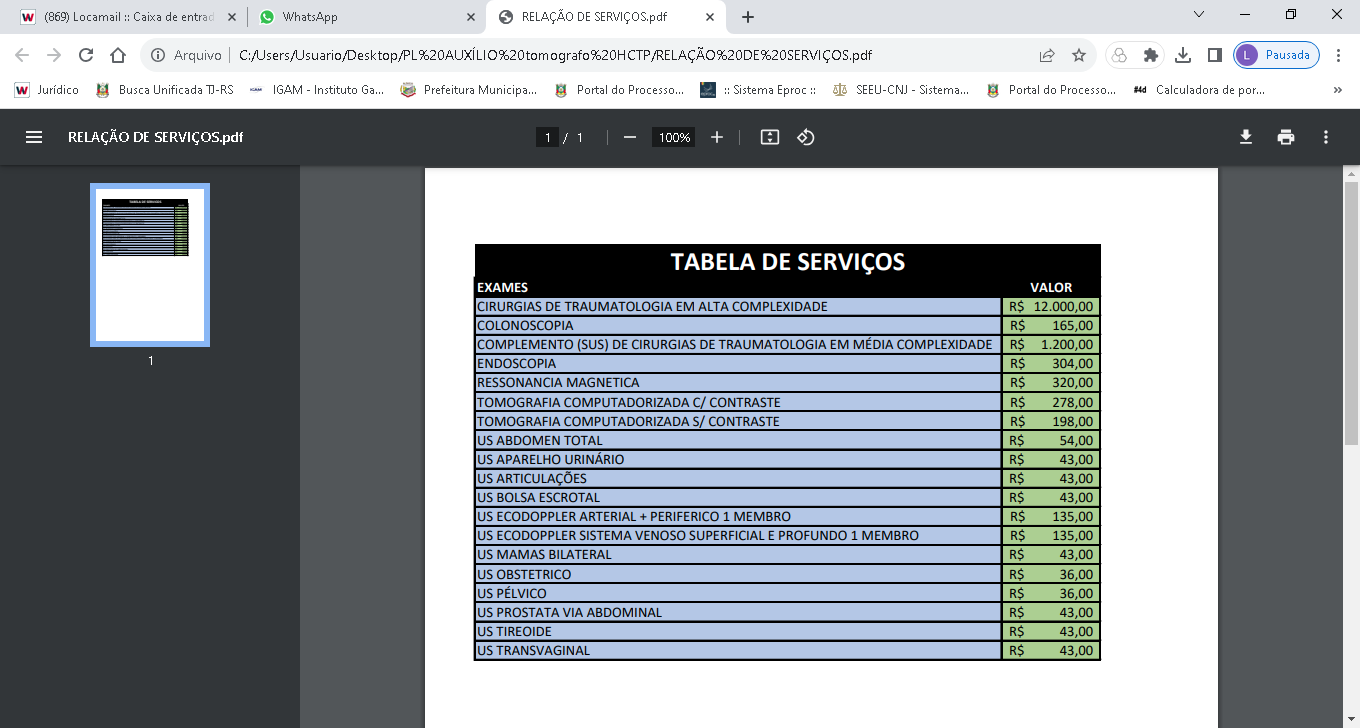 (869) Locamail :: Caixa de entrad
WhatsApp
RELAÇÃO DE SERVIÇOS.pdf
Arquivo
C:/Users/Usuario/Desktop/PL%20AUXÍLIO%20tomografo%20HCTP/RELAÇÃO%20DE%20SERVIÇOS.pdf
L Pausada
Jurídico
Busca Unificada TJ-RS
IGAM - Instituto Ga...
Prefeitura Municipa...
Portal do Processo...
:: Sistema Eproc ::
SEEU-CNJ - Sistema...
Portal do Processo...
#4d Calculadora de por...
»
RELAÇÃO DE SERVIÇOS.pdf
1 / 1
100%
1
TABELA DE SERVIÇOS
EXAMES VALOR
CIRURGIAS DE TRAUMATOLOGIA EM ALTA COMPLEXIDADE R$ 12.000,00
COLONOSCOPIA R$ 165,00
COMPLEMENTO (SUS) DE CIRURGIAS DE TRAUMATOLOGIA EM MÉDIA COMPLEXIDADE R$ 1.200,00
ENDOSCOPIA R$ 304,00
RESSONANCIA MAGNETICA R$ 320,00
TOMOGRAFIA COMPUTADORIZADA C/ CONTRASTE R$ 278,00
TOMOGRAFIA COMPUTADORIZADA S/ CONTRASTE R$ 198,00
US ABDOMEN TOTAL R$ 54,00
US APARELHO URINÁRIO R$ 43,00
US ARTICULAÇÕES R$ 43,00
US BOLSA ESCROTAL R$ 43,00
US ECODOPPLER ARTERIAL + PERIFERICO 1 MEMBRO R$ 135,00
US ECODOPPLER SISTEMA VENOSO SUPERFICIAL E PROFUNDO 1 MEMBRO R$ 135,00
US MAMAS BILATERAL R$ 43,00
US OBSTETRICO R$ 36,00
US PÉLVICO R$ 36,00
US PROSTATA VIA ABDOMINAL R$ 43,00
US TIREOIDE R$ 43,00
US TRANSVAGINAL R$ 43,00